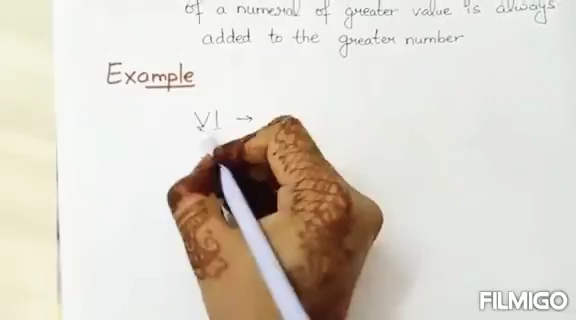 of a numeral of greater value is always
added to the greater number
Example
VI →
FILMIGO